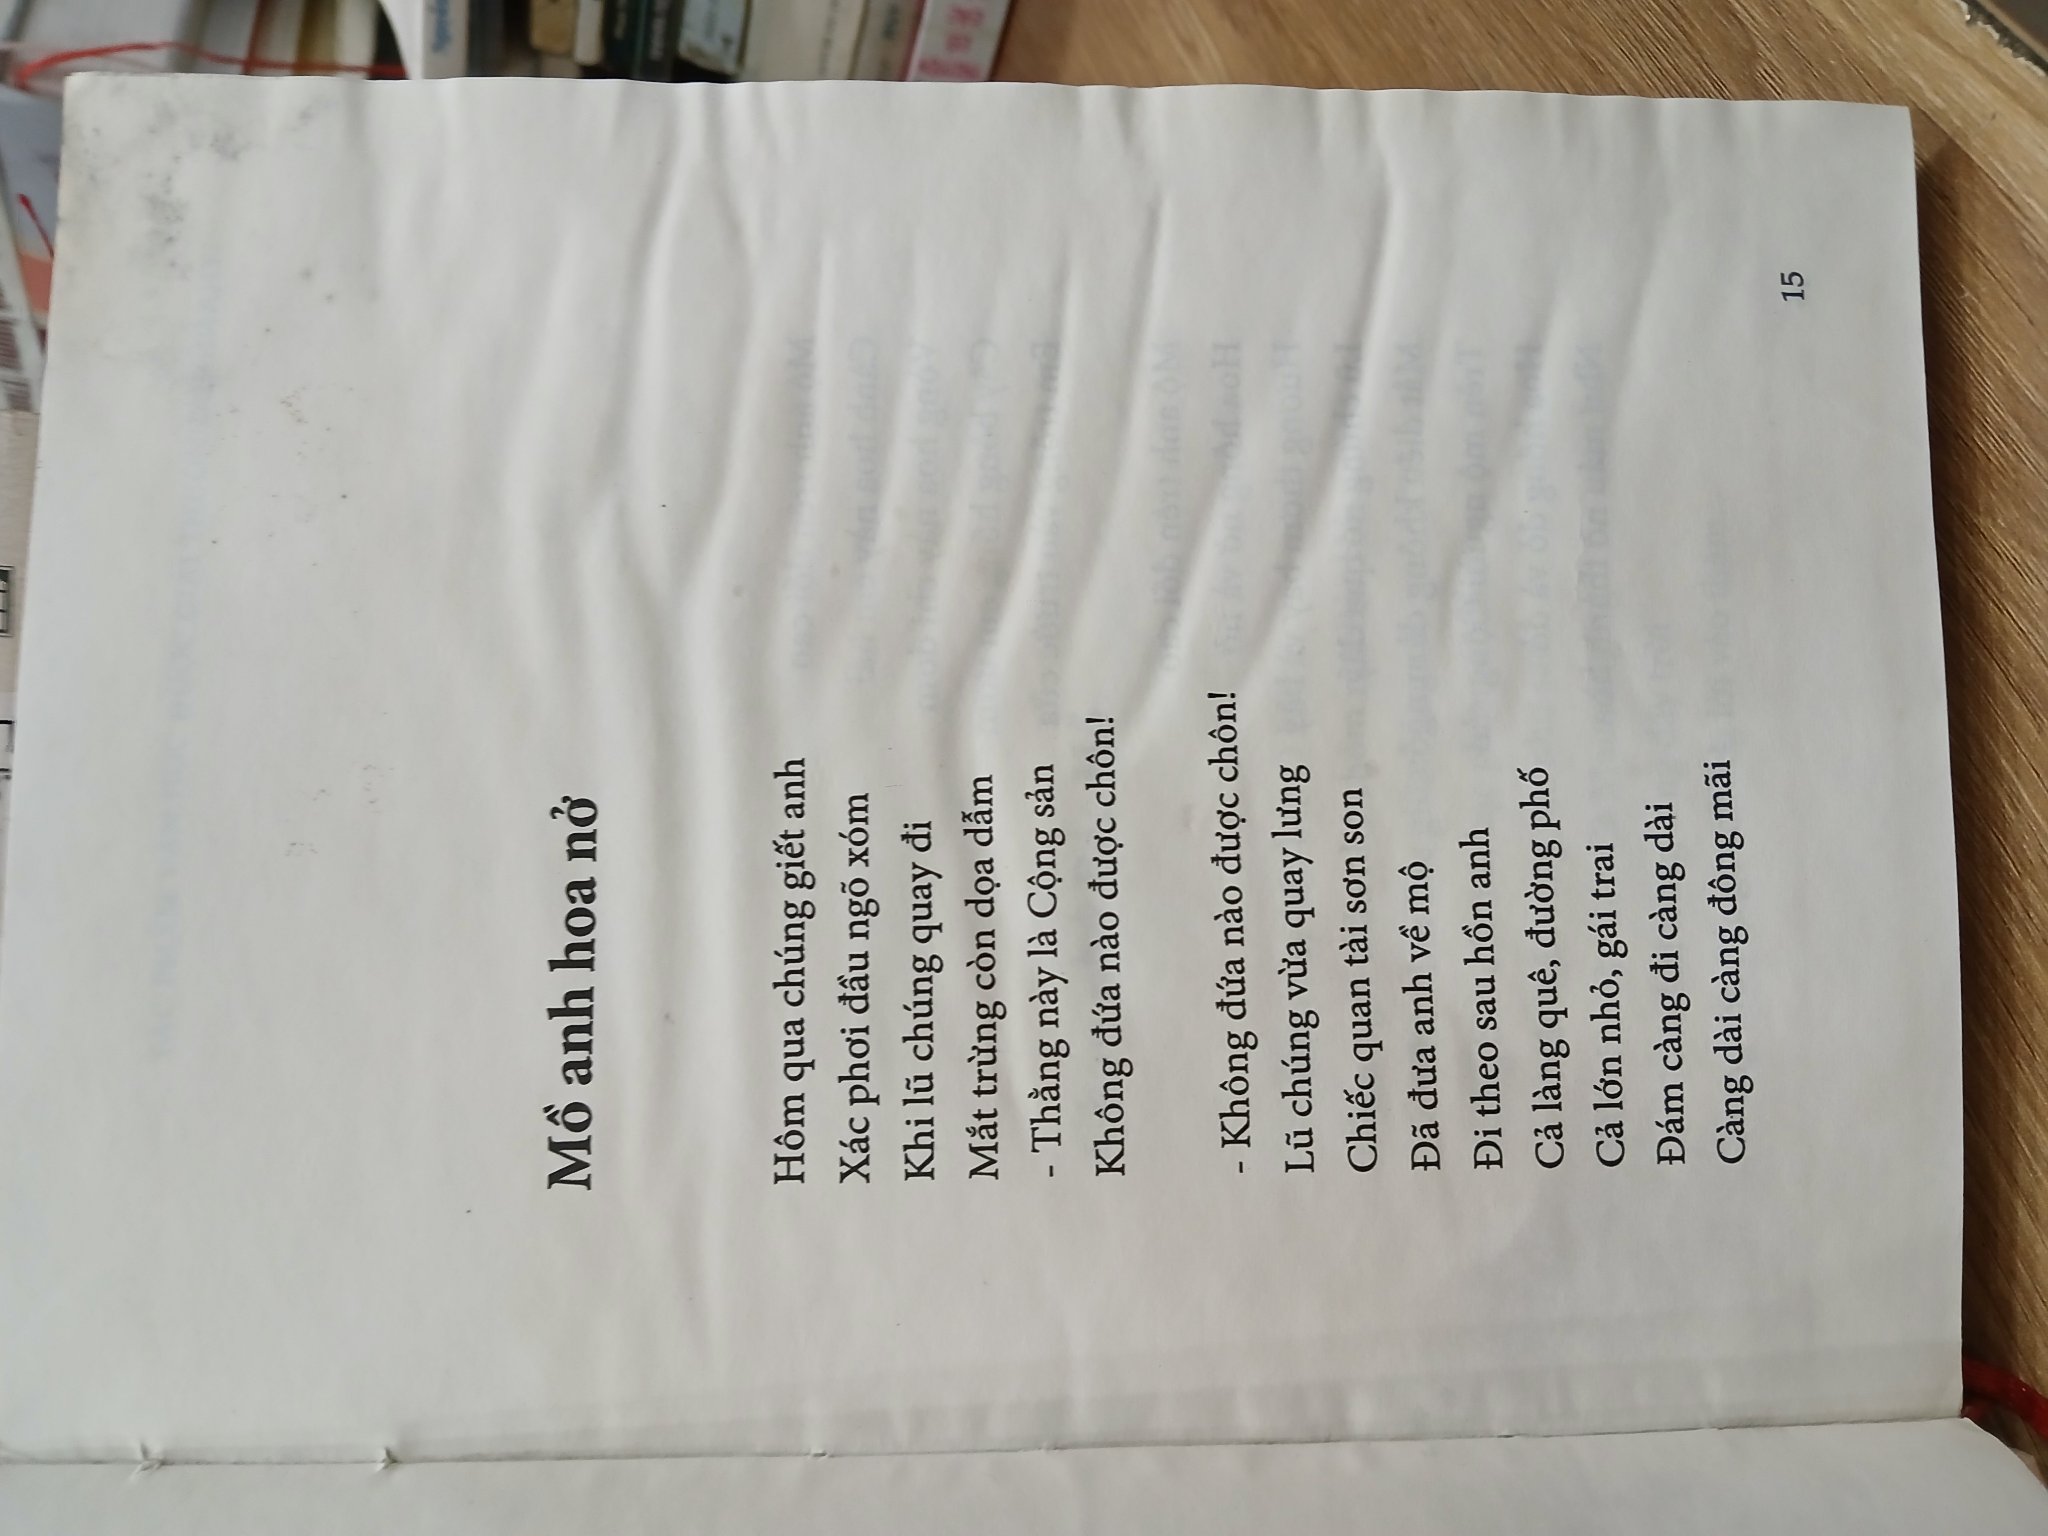 Mồ anh hoa nở
Hôm qua chúng giết anh
Xác phơi đầu ngõ xóm
Khi lũ chúng quay đi
Mắt trừng còn dọa dẫm
- Thằng này là Cộng sản
Không đứa nào được chôn!
- Không đứa nào được chôn!
Lũ chúng vừa quay lưng
Chiếc quan tài sơn son
Đã đưa anh về mộ
Đi theo sau hồn anh
Cả làng quê, đường phố
Cả lớn nhỏ, gái trai
Đám càng đi càng dài
Càng dài càng đông mãi
15